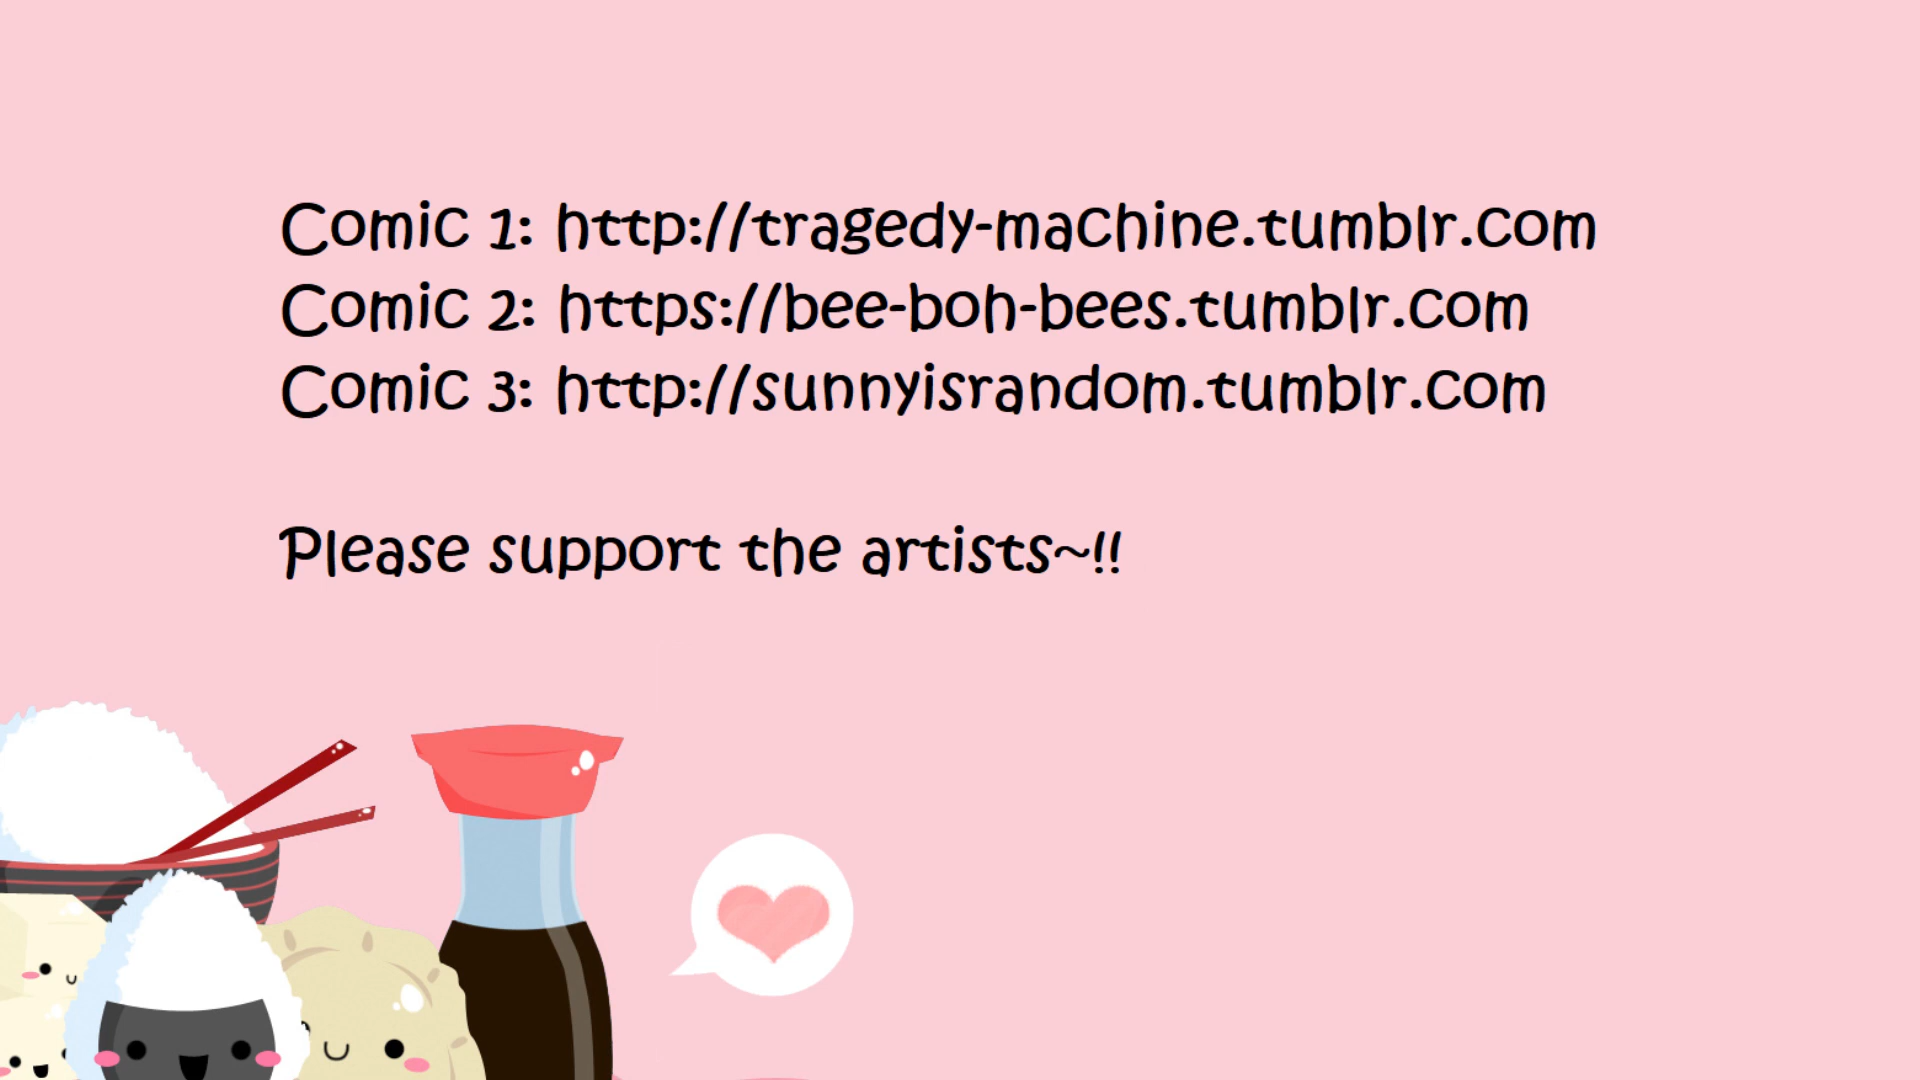 Comic 1: http://tragedy-machine.tumblr.com
Comic 2: https://bee-boh-bees.tumblr.com
Comic 3: http://sunnyisrandom.tumblr.com
Please support the artists~!!